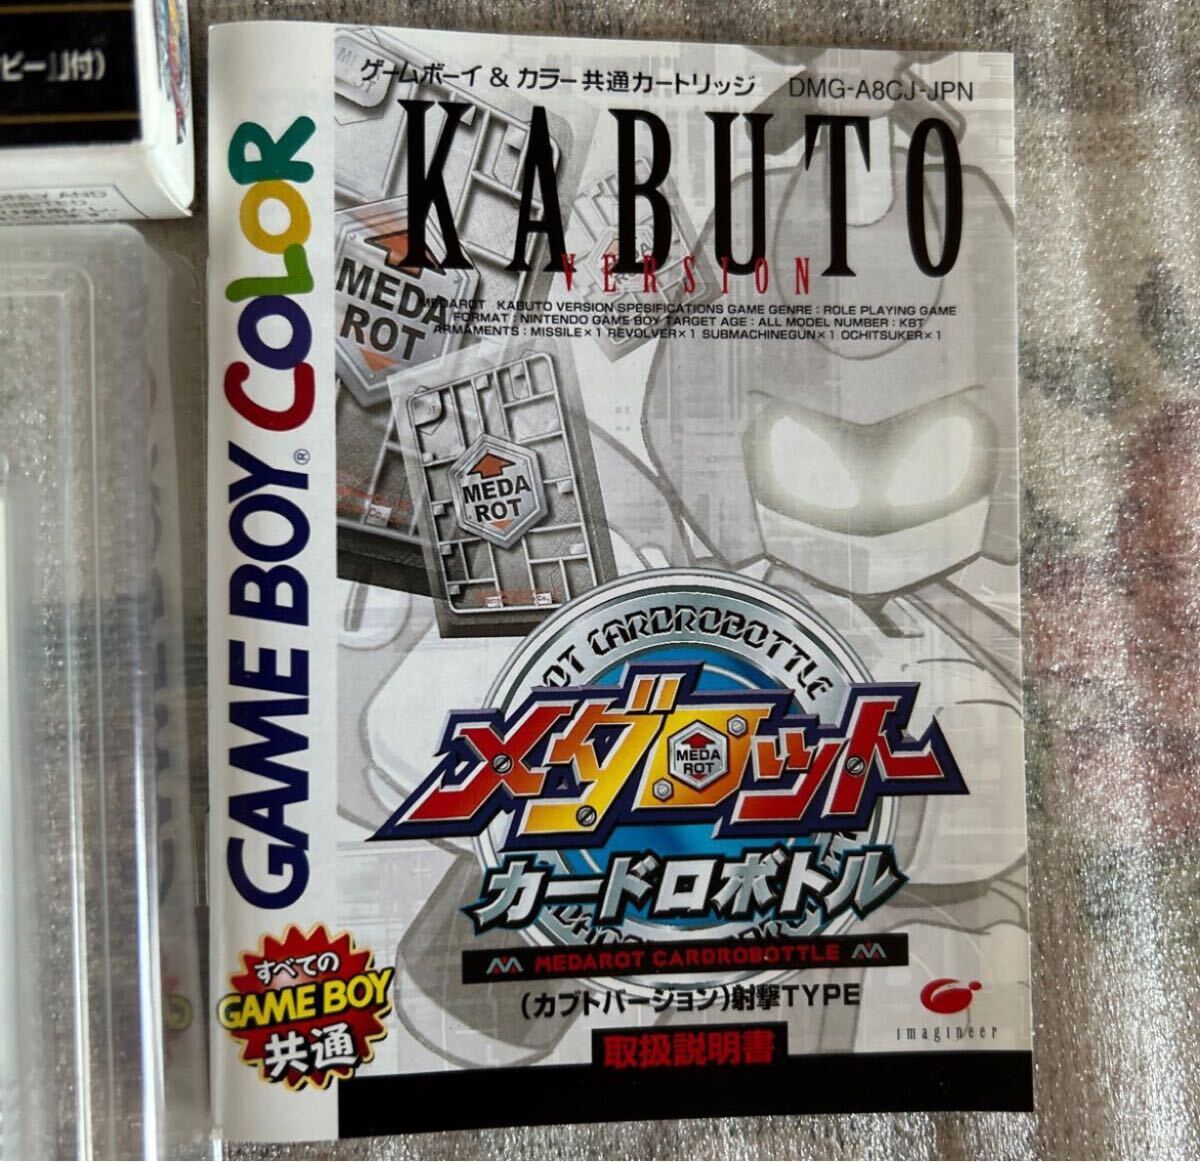 ビー」付)
GAME BOY COLOR®
ゲームボーイ & カラー共通カートリッジ DMG-A8CJ-JPN
KABUTO
VERSION
MEDAROT KABUTO VERSION SPESIFICATIONS GAME GENRE : ROLE PLAYING GAME
FORMAT : NINTENDO GAME BOY TARGET AGE : ALL MODEL NUMBER : KBT
ARMAMENTS : MISSILE×1 REVOLVER×1 SUBMACHINEGUN×1 OCHITSUKER×1
MEDA
ROT
MEDA
ROT
CARDROBOTTLE
メダロット
MEDA
ROT
カードロボトル
MEDAROT CARDROBOTTLE
(カブトバージョン)射撃TYPE
取扱説明書
imagineer
すべての
GAME BOY
共通